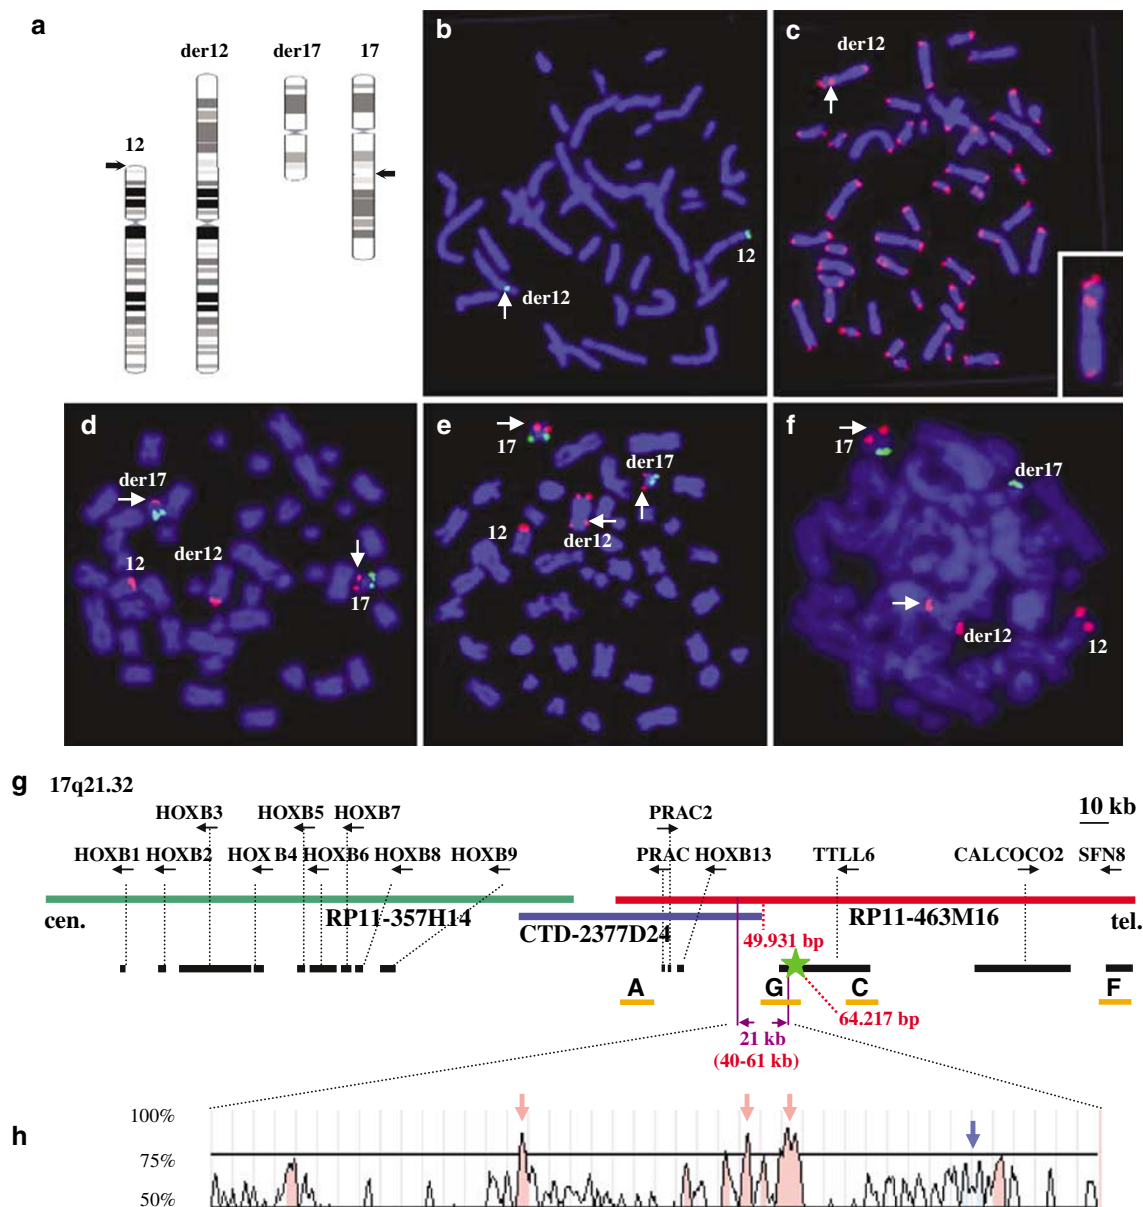 a
der12
der17
17
12
b
12
der12
c
der12
d
der17
12
der12
17
e
17
der17
12
der12
f
17
der17
der12
12
g
17q21.32
HOXB3
HOXB5
HOXB7
PRAC2
10 kb
HOXB1
HOXB2
HOX B4
HOXB6
HOXB8
HOXB9
PRAC
HOXB13
TTLL6
CALCOCO2
SFN8
cen.
RP11-357H14
CTD-2377D24
RP11-463M16
tel.
49.931 bp
A
G
C
F
64.217 bp
21 kb
(40-61 kb)
h
100%
75%
50%